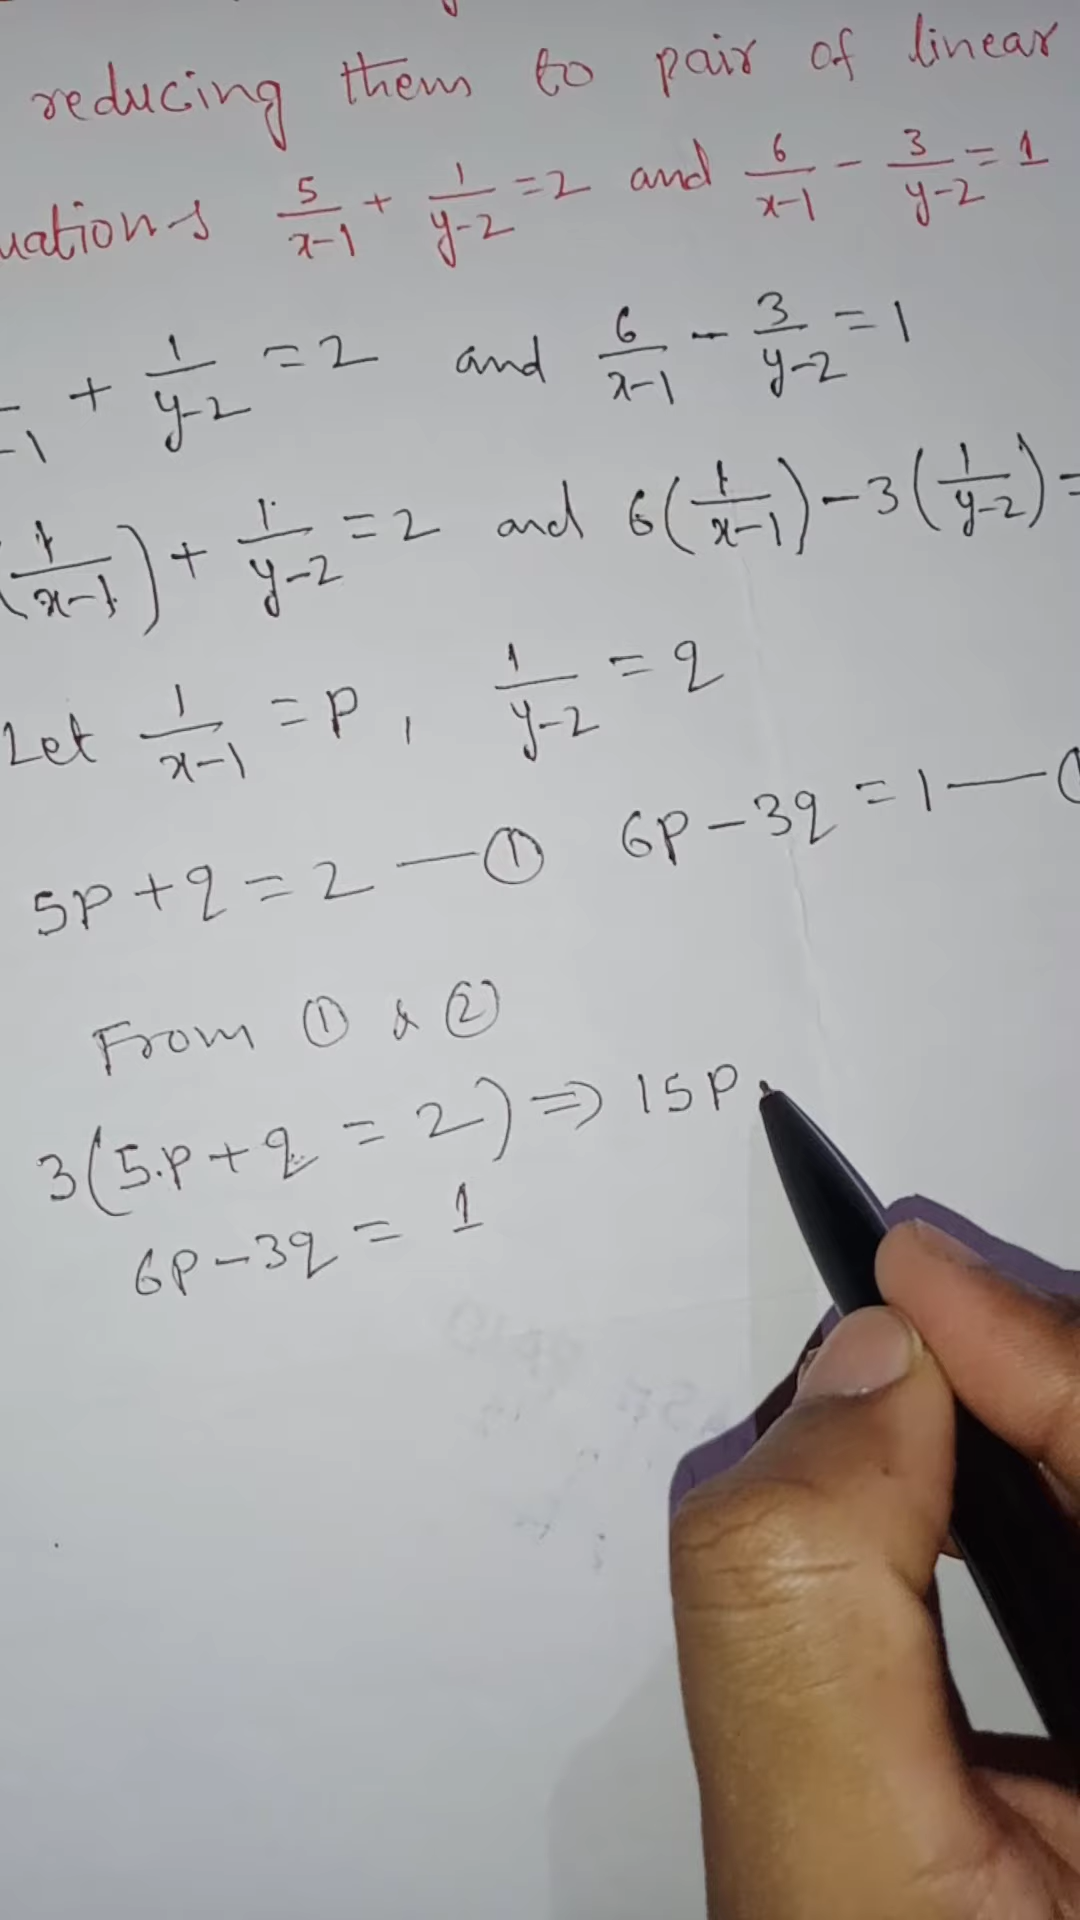 reducing them to pair of linear
5/x-1 + 1/y-2 = 2 and 6/x-1 - 3/y-2 = 1
-1 + 1/y-2 = 2 and 6/x-1 - 3/y-2 = 1
(1/x-1) + 1/y-2 = 2 and 6(1/x-1) - 3(1/y-2) =
Let 1/x-1 = P, 1/y-2 = q
5P + q = 2 — ① 6P - 3q = 1 —
From ① & ②
3(5.P + q = 2) ⇒ 15P
6P - 3q = 1